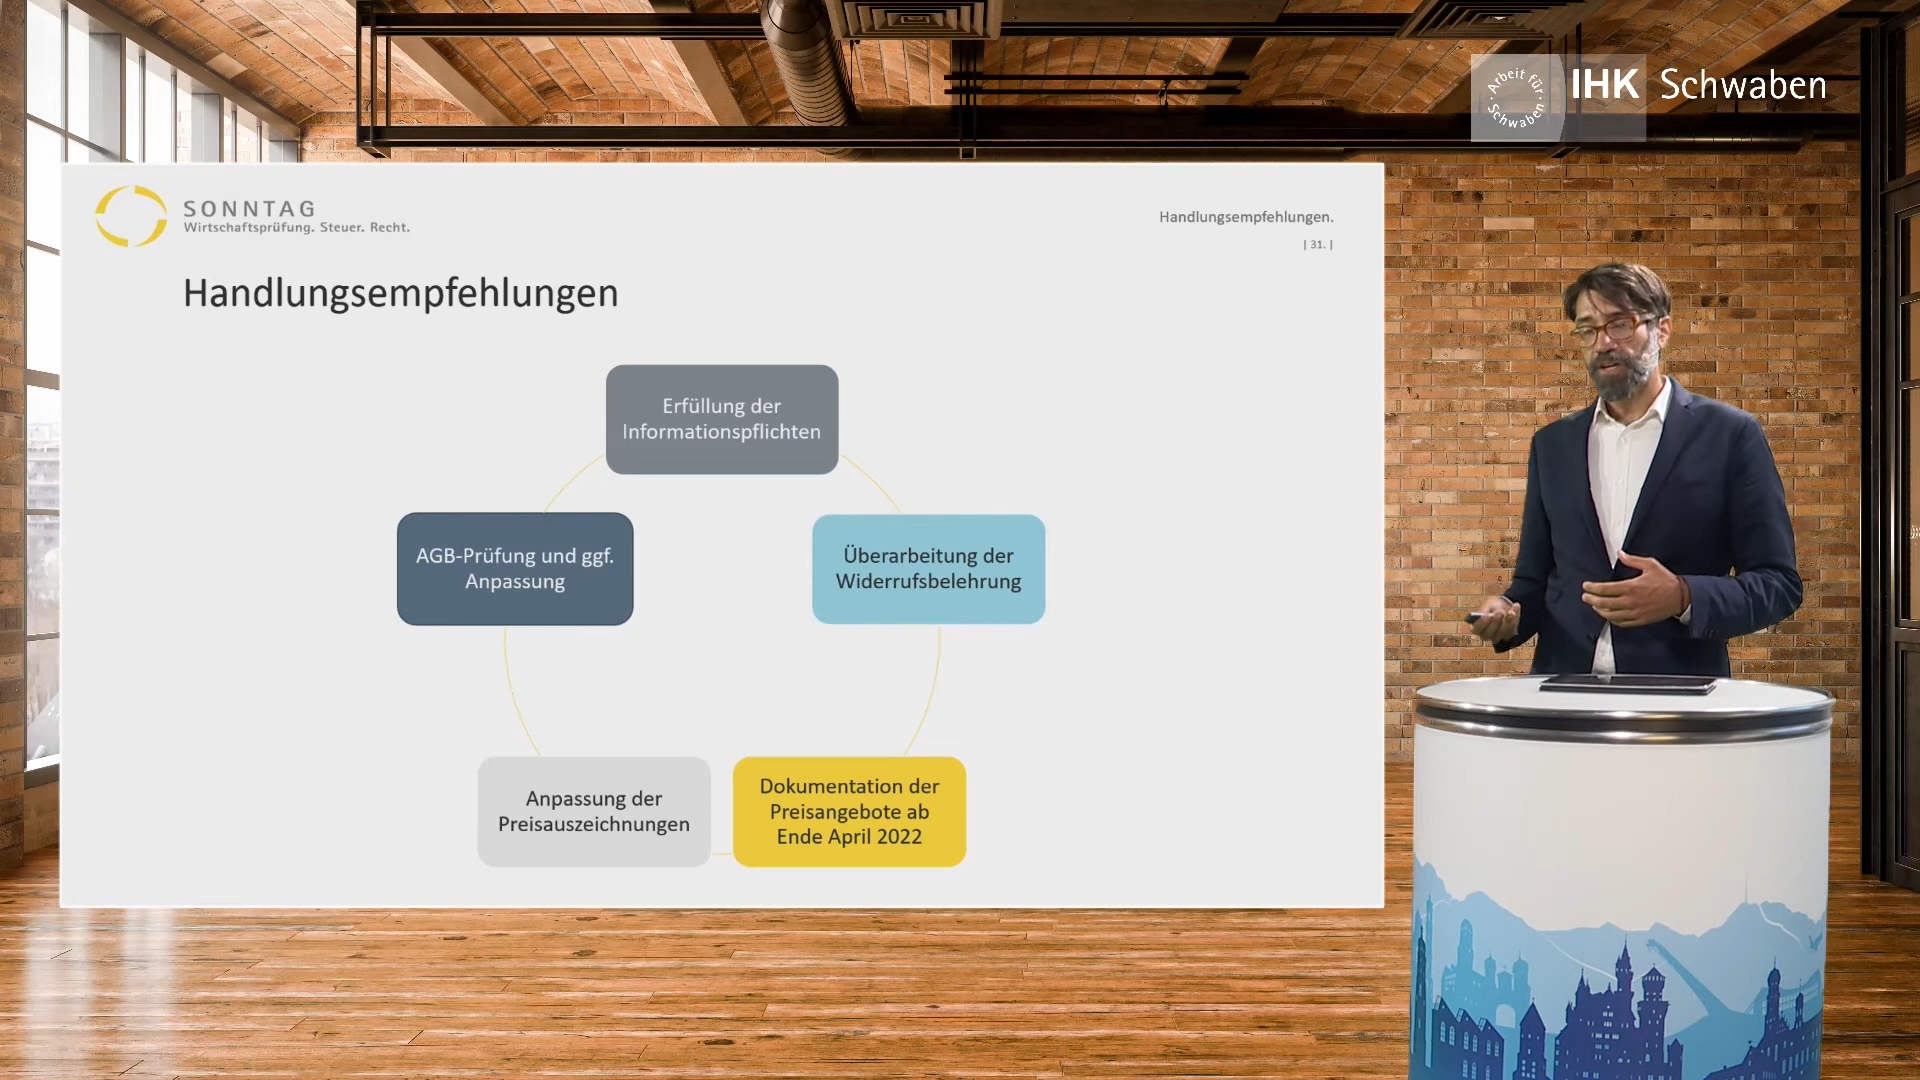 Arbeit für
Schwaben
IHK Schwaben
SONNTAG
Wirtschaftsprüfung. Steuer. Recht.
Handlungsempfehlungen.
| 31. |
Handlungsempfehlungen
Erfüllung der
Informationspflichten
AGB-Prüfung und ggf.
Anpassung
Überarbeitung der
Widerrufsbelehrung
Anpassung der
Preisauszeichnungen
Dokumentation der
Preisangebote ab
Ende April 2022